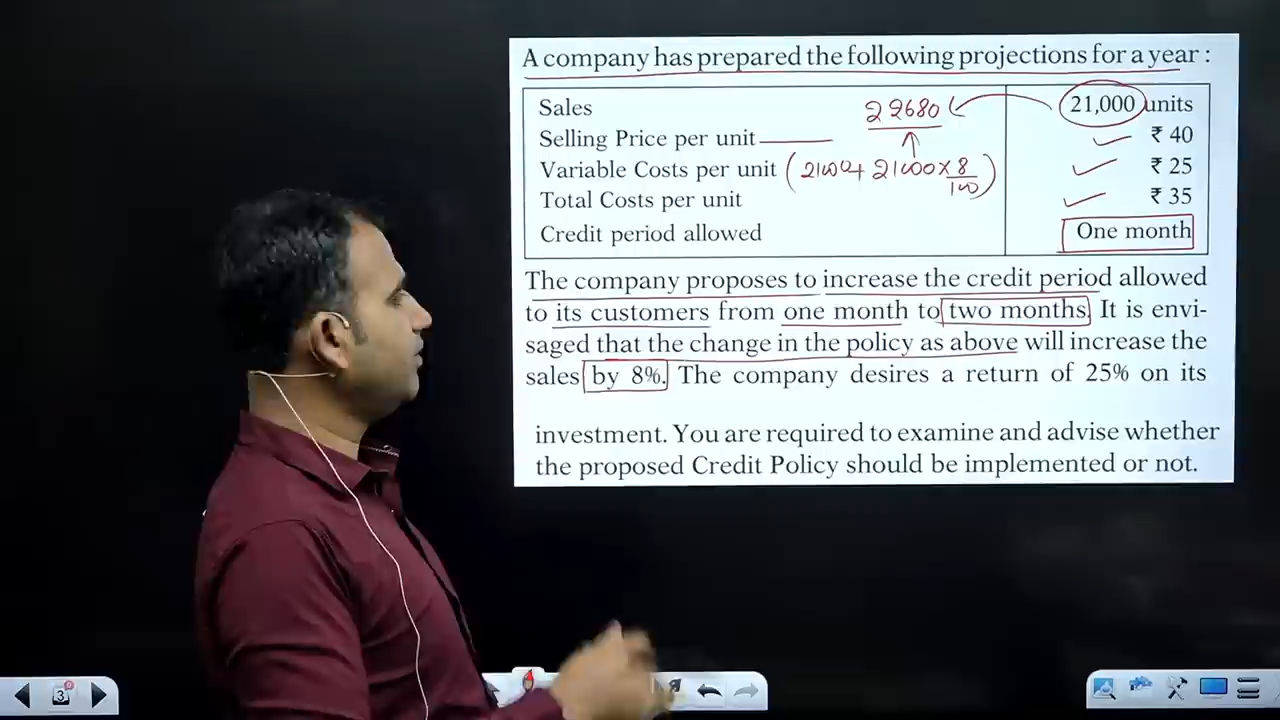 A company has prepared the following projections for a year :
Sales 22680 21,000 units
Selling Price per unit ₹ 40
Variable Costs per unit (21000+ 21000×8/100) ₹ 25
Total Costs per unit ₹ 35
Credit period allowed One month
The company proposes to increase the credit period allowed
to its customers from one month to two months. It is envi-
saged that the change in the policy as above will increase the
sales by 8%. The company desires a return of 25% on its
investment. You are required to examine and advise whether
the proposed Credit Policy should be implemented or not.
3